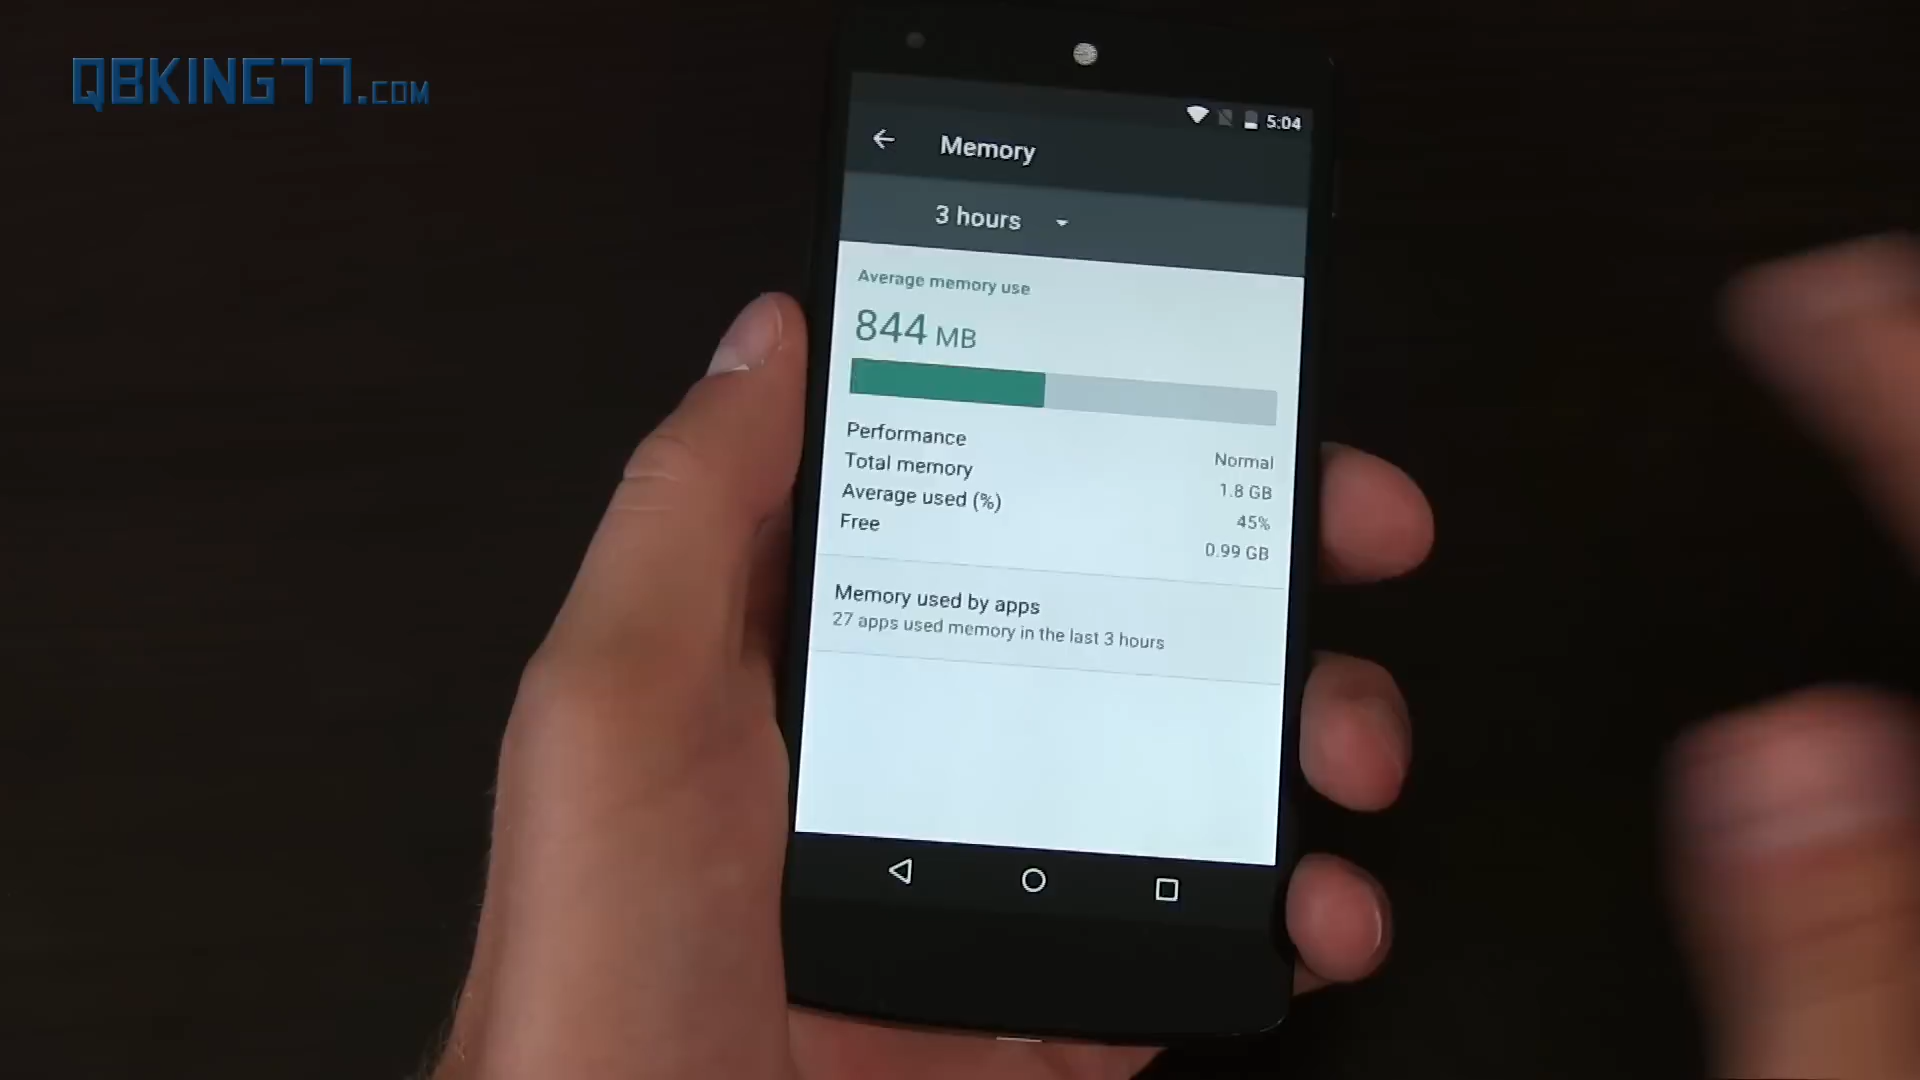 QBKING77.COM
5:04
Memory
3 hours
Average memory use
844 MB
Performance Normal
Total memory 1.8 GB
Average used (%) 45%
Free 0.99 GB
Memory used by apps
27 apps used memory in the last 3 hours